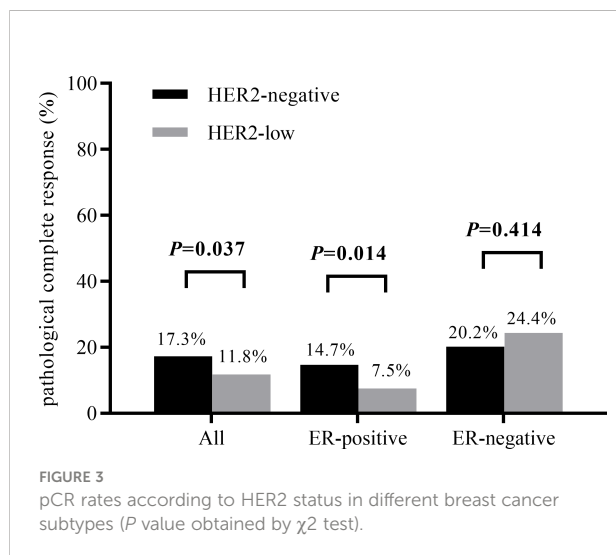 pathological complete response (%)
100
80
60
40
20
0
HER2-negative
HER2-low
P=0.037
P=0.014
P=0.414
17.3%
11.8%
14.7%
7.5%
20.2%
24.4%
All
ER-positive
ER-negative
FIGURE 3
pCR rates according to HER2 status in different breast cancer
subtypes (P value obtained by χ2 test).